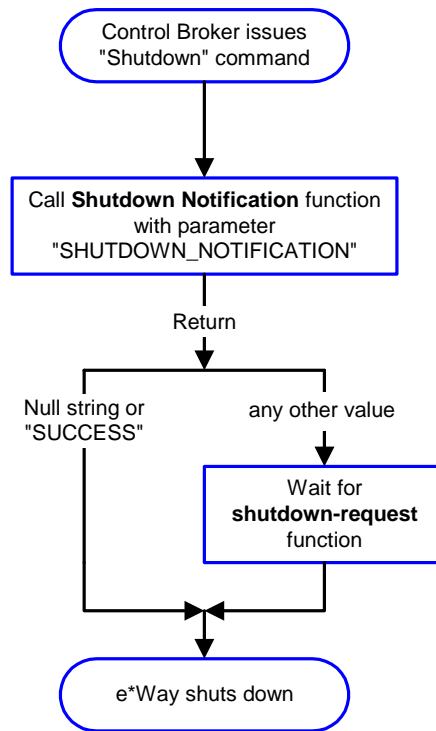 Control Broker issues
"Shutdown" command
Call Shutdown Notification function
with parameter
"SHUTDOWN_NOTIFICATION"
Return
Null string or
"SUCCESS"
any other value
Wait for
shutdown-request
function
e*Way shuts down